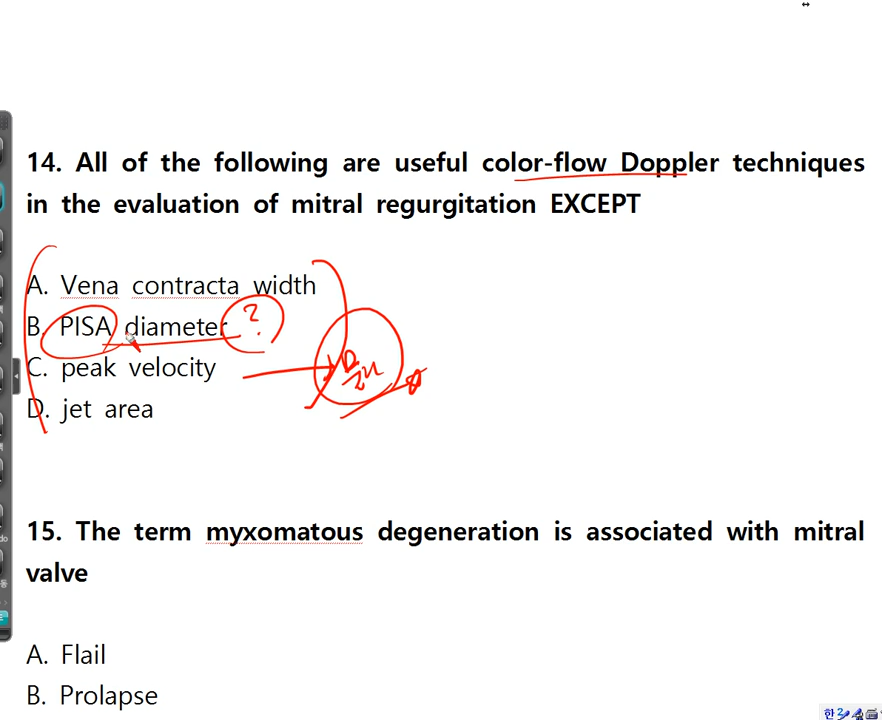 14. All of the following are useful color-flow Doppler techniques
in the evaluation of mitral regurgitation EXCEPT
A. Vena contracta width
B. PISA diameter ?
C. peak velocity
D. jet area
15. The term myxomatous degeneration is associated with mitral
valve
A. Flail
B. Prolapse
한